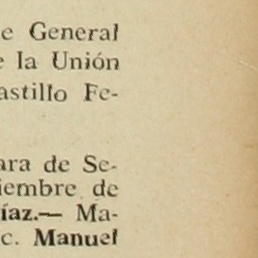 e General
e la Unión
astillo Fe-
ara de Se-
iembre de
íaz.— Ma-
c. Manuel